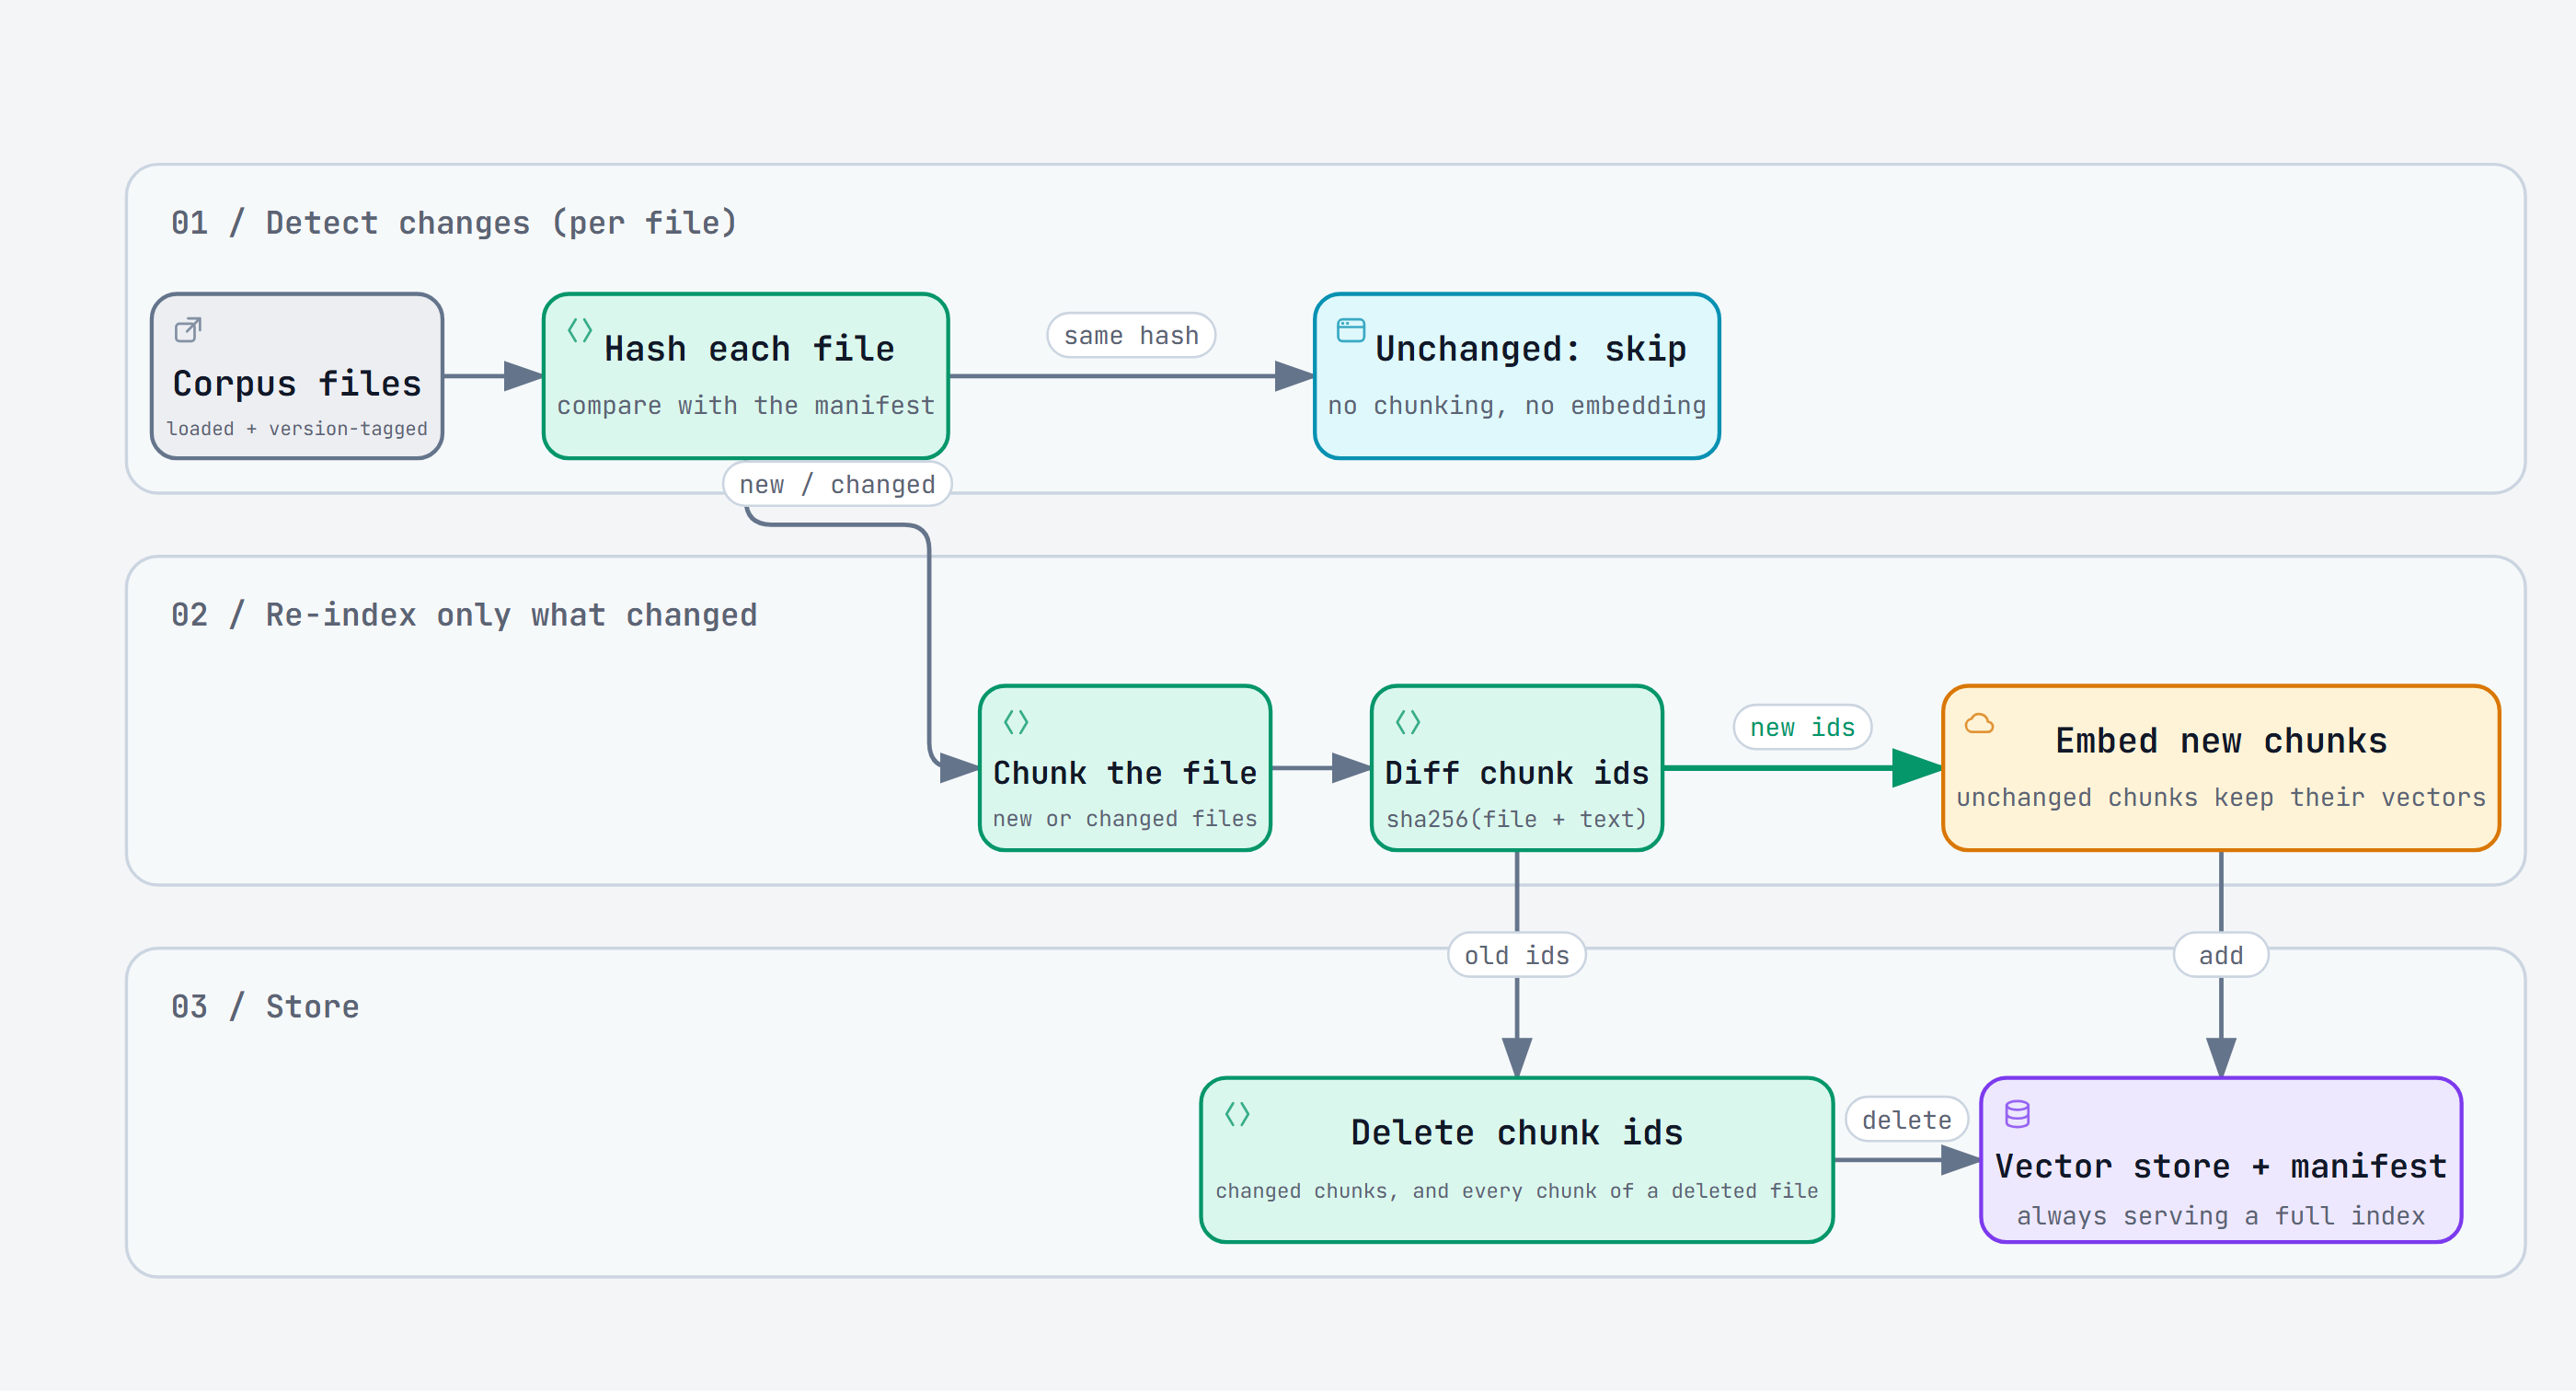 01 / Detect changes (per file)
Corpus files
loaded + version-tagged
Hash each file
compare with the manifest
same hash
Unchanged: skip
no chunking, no embedding
new / changed
02 / Re-index only what changed
Chunk the file
new or changed files
Diff chunk ids
sha256(file + text)
new ids
Embed new chunks
unchanged chunks keep their vectors
old ids
add
03 / Store
Delete chunk ids
changed chunks, and every chunk of a deleted file
delete
Vector store + manifest
always serving a full index